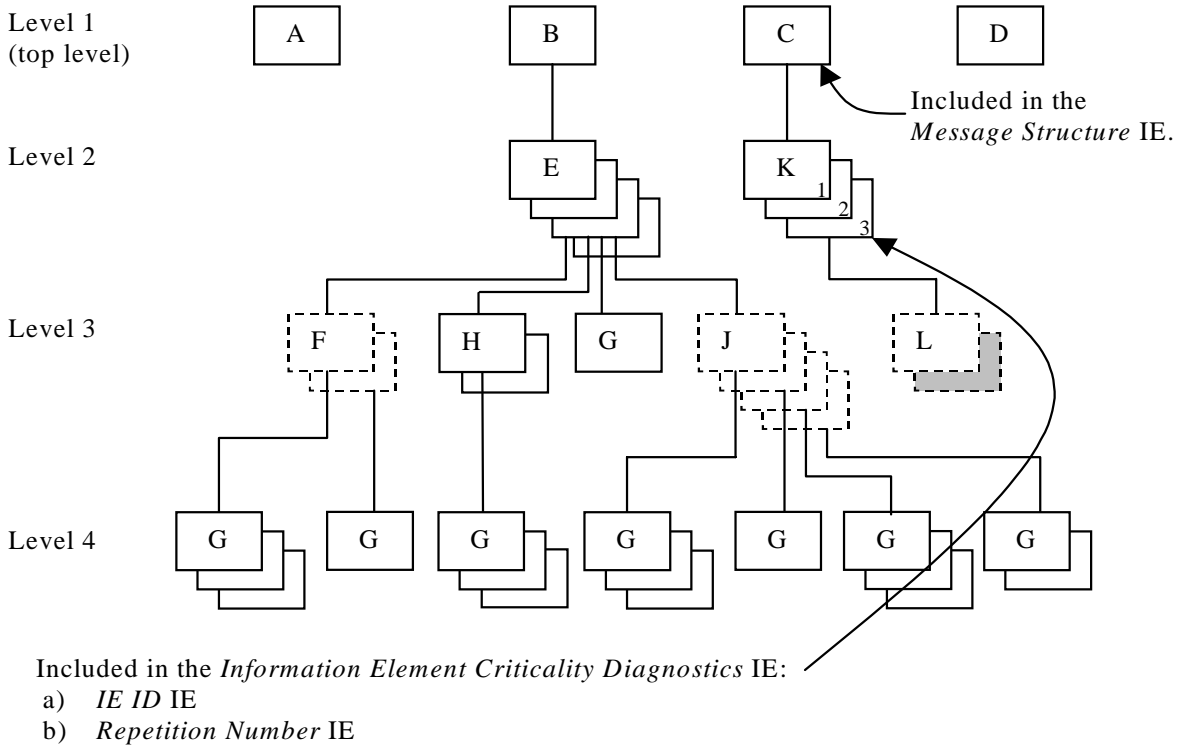 Level 1
(top level)
A
B
C
D
Included in the
Message Structure IE.
Level 2
E
K
1
2
3
Level 3
F
H
G
J
L
Level 4
G
G
G
G
G
G
G
Included in the Information Element Criticality Diagnostics IE:
a) IE ID IE
b) Repetition Number IE